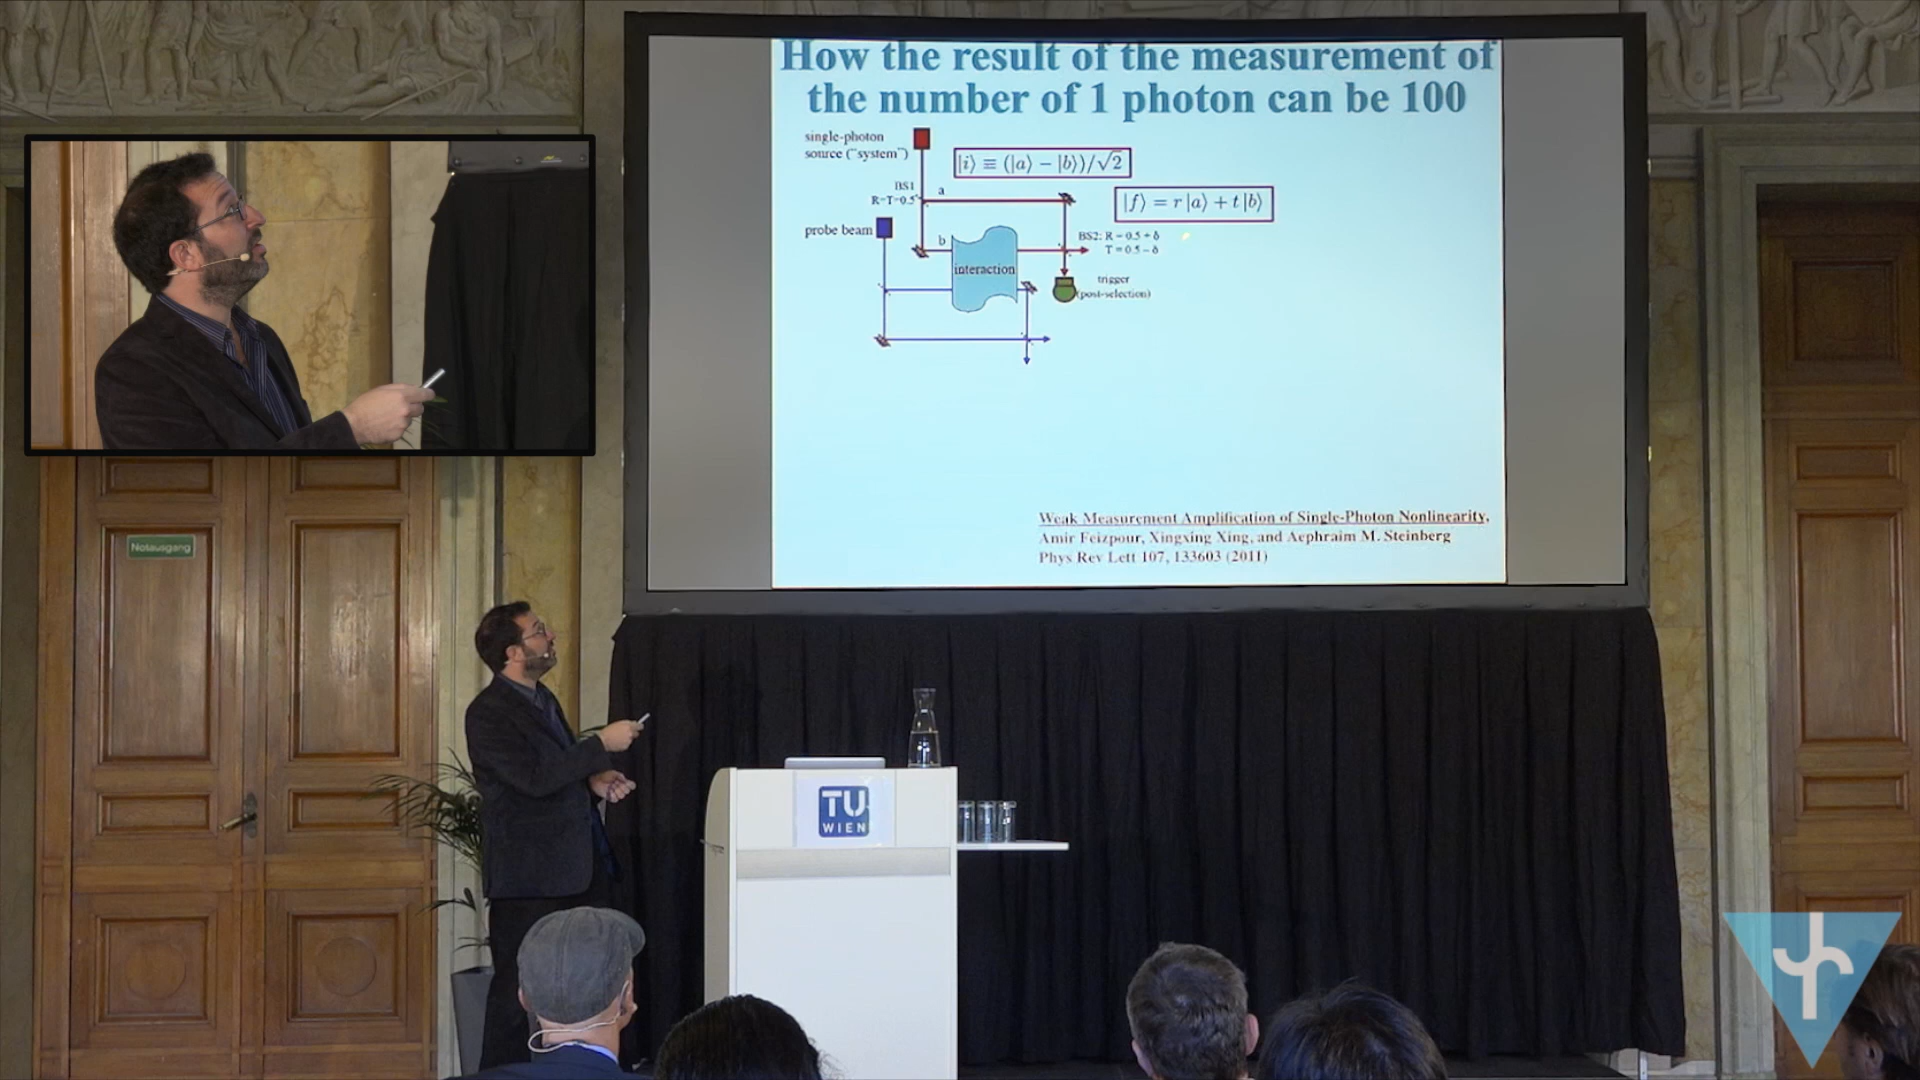 How the result of the measurement of
the number of 1 photon can be 100
single-photon
source ("system")
|i⟩ ≡ (|a⟩ − |b⟩)/√2
BS1
R=T=0.5
a
|f⟩ = r |a⟩ + t |b⟩
probe beam
b
BS2: R = 0.5 + δ
T = 0.5 − δ
interaction
trigger
(post-selection)
Weak Measurement Amplification of Single-Photon Nonlinearity,
Amir Feizpour, Xingxing Xing, and Aephraim M. Steinberg
Phys Rev Lett 107, 133603 (2011)
Notausgang
TU
WIEN